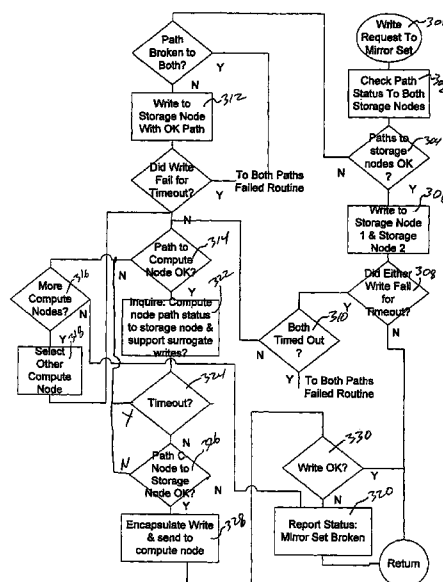 Write
Request To
Mirror Set
Check Path
Status To Both
Storage Nodes
Paths to
storage
nodes OK
?
304
N
Y
Write to
Storage Node
1 & Storage
Node 2
Did Either
Write Fail
for
Timeout?
308
Y
N
Both
Timed Out
?
310
N
Y
To Both Paths
Failed Routine
Path
Broken to
Both?
Y
N
Write to
Storage Node
With OK Path
312
Did Write
Fail for
Timeout?
Y
N
To Both Paths
Failed Routine
Path to
Compute
Node OK?
314
N
Y
More
Compute
Nodes?
316
N
Y
Select
Other
Compute
Node
318
Inquire: Compute
node path status
to storage node &
support surrogate
writes?
322
Timeout?
324
Y
N
Path C
Node to
Storage
Node OK?
326
N
Y
Encapsulate Write
& send to
compute node
328
Write OK?
330
Y
N
Report Status:
Mirror Set Broken
320
Return